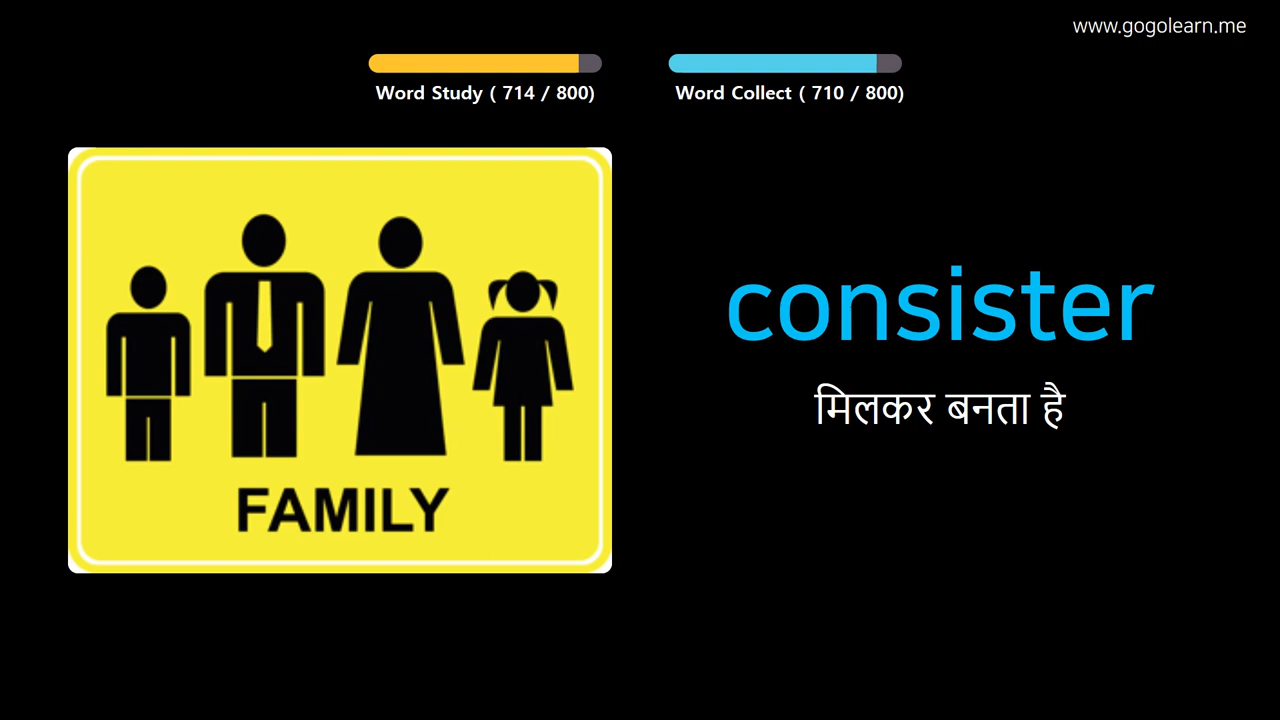 www.gogolearn.me
Word Study ( 714 / 800)
Word Collect ( 710 / 800)
consister
मिलकर बनता है
FAMILY